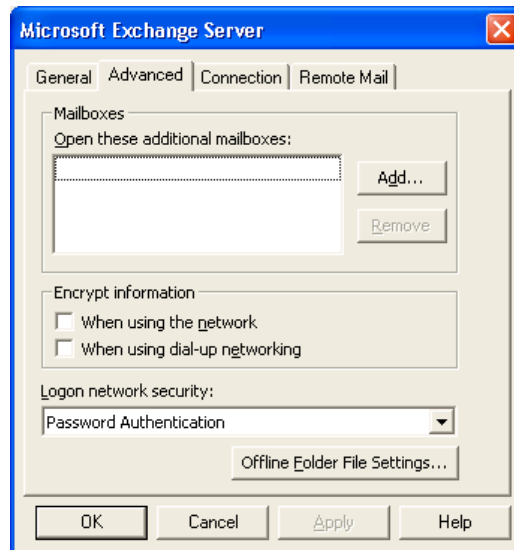 Microsoft Exchange Server
General Advanced Connection Remote Mail
Mailboxes
Open these additional mailboxes:
Add...
Remove
Encrypt information
When using the network
When using dial-up networking
Logon network security:
Password Authentication
Offline Folder File Settings...
OK Cancel Apply Help